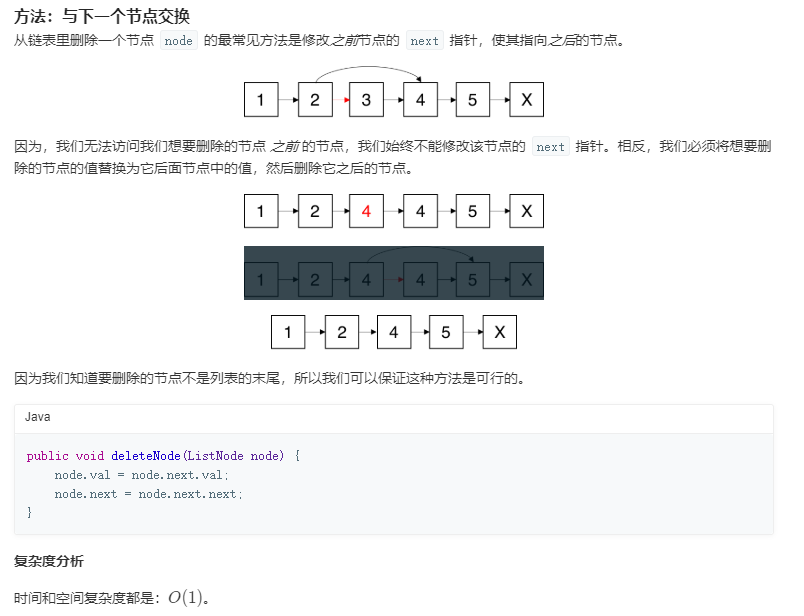 方法：与下一个节点交换
从链表里删除一个节点 node 的最常见方法是修改之前节点的 next 指针，使其指向之后的节点。
1 2 3 4 5 X
因为，我们无法访问我们想要删除的节点 之前 的节点，我们始终不能修改该节点的 next 指针。相反，我们必须将想要删
除的节点的值替换为它后面节点中的值，然后删除它之后的节点。
1 2 4 4 5 X
1 2 4 4 5 X
1 2 4 5 X
因为我们知道要删除的节点不是列表的末尾，所以我们可以保证这种方法是可行的。
Java
public void deleteNode(ListNode node) {
    node.val = node.next.val;
    node.next = node.next.next;
}
复杂度分析
时间和空间复杂度都是：O(1)。